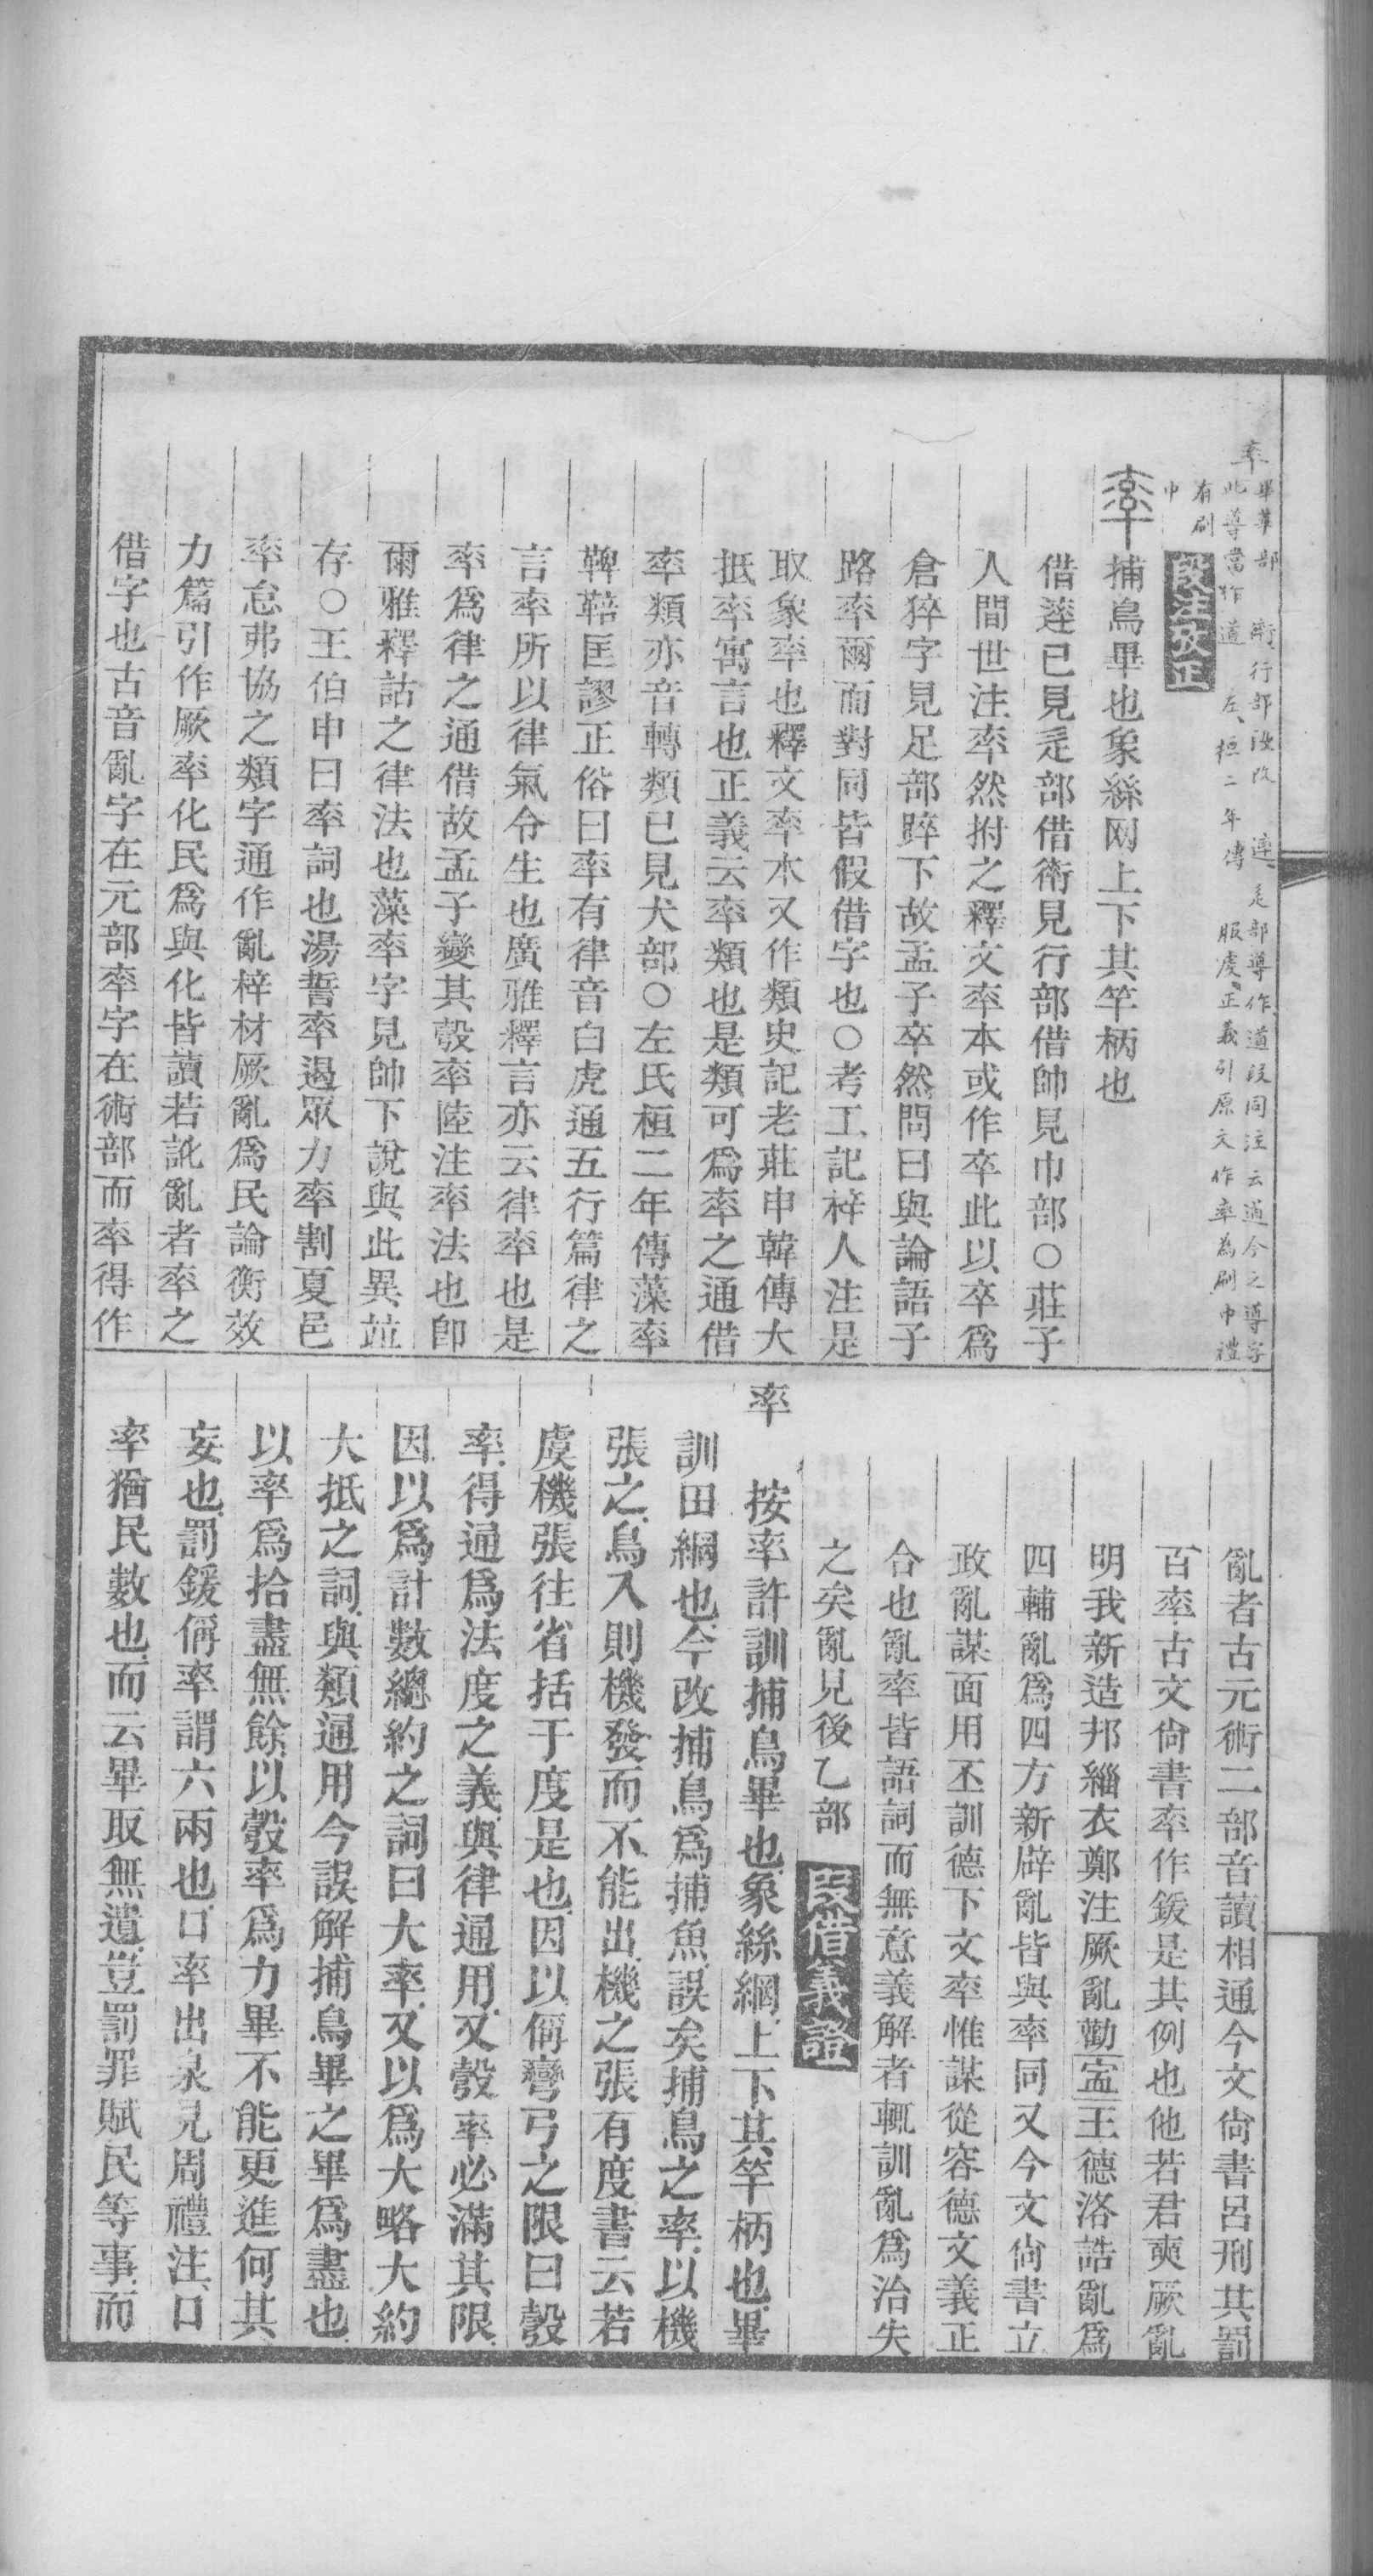 率
畢 華部 衛行部改 達 辵部導作道段同注云道今之導字
此導當作道 左桓二年傳 服虔正義引原文作率為刷巾禮
有刷
巾
段注攷正
率 捕鳥畢也象絲网上下其竿柄也
借逹已見辵部借衛見行部借帥見巾部○莊子
人間世注率然拊之釋文率本或作卒此以卒爲
倉猝字見足部踤下故孟子卒然問曰與論語子
路率爾而對同皆假借字也○考工記梓人注是
取象率也釋文率本又作類史記老莊申韓傳大
抵率寓言也正義云率類也是類可爲率之通借
率類亦音轉類已見犬部○左氏桓二年傳藻率
鞞鞛匡謬正俗曰率有律音白虎通五行篇律之
言率所以律氣令生也廣雅釋言亦云律率也是
率爲律之通借故孟子變其彀率陸注率法也卽
爾雅釋詁之律法也藻率字見帥下說與此異竝
存○王伯申曰率詞也湯誓率遏眾力率割夏邑
率怠弗協之類字通作亂梓材厥亂爲民論衡效
力篇引作厥率化民爲與化皆讀若訛亂者率之
借字也古音亂字在元部率字在術部而率得作
亂者古元術二部音讀相通今文尙書呂刑其罰
百率古文尙書率作鍰是其例也他若君奭厥亂
明我新造邦緇衣鄭注厥亂勸寍王德洛誥亂爲
四輔亂爲四方新辟亂皆與率同又今文尙書立
政亂謀面用丕訓德下文率惟謀從容德文義正
合也亂率皆語詞而無意義解者輒訓亂爲治失
之矣亂見後乙部 段借義證
率 按率許訓捕鳥畢也象絲網上下其竿柄也畢
訓田網也今改捕鳥爲捕魚誤矣捕鳥之率以機
張之鳥入則機發而不能出機之張有度書云若
虞機張往省括于度是也因以偁彎弓之限曰彀
率得通爲法度之義與律通用又彀率必滿其限
因以爲計數總約之詞曰大率又以爲大略大約
大抵之詞與類通用今誤解捕鳥畢之畢爲盡也
以率爲拾盡無餘以彀率爲力畢不能更進何其
妄也罰鍰偁率謂六兩也口率出泉見周禮注口
率猶民數也而云畢取無遺豈罰罪賦民等事而